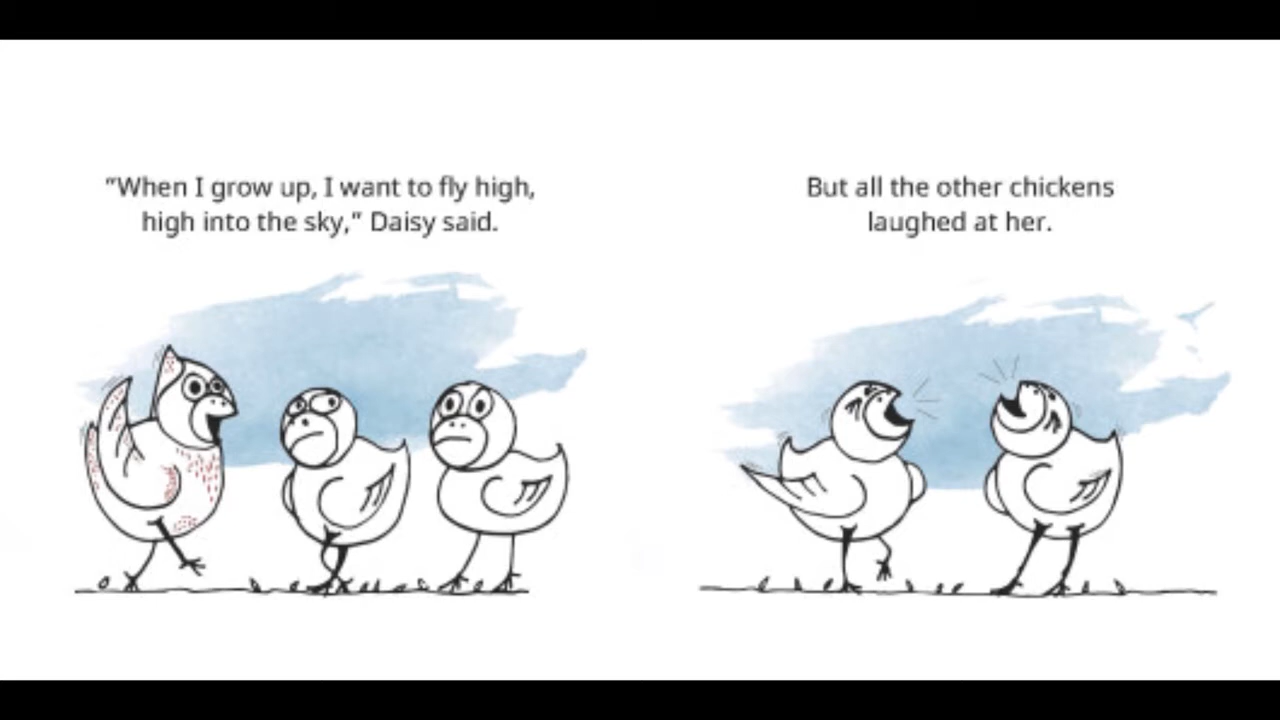 “When I grow up, I want to fly high,
high into the sky,” Daisy said.
But all the other chickens
laughed at her.